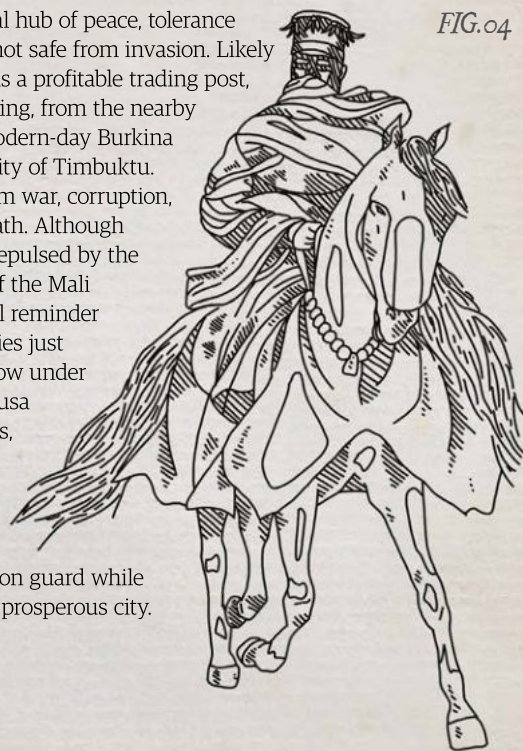 al hub of peace, tolerance
not safe from invasion. Likely
as a profitable trading post,
ing, from the nearby
odern-day Burkina
ity of Timbuktu.
m war, corruption,
ath. Although
epulsed by the
f the Mali
l reminder
ies just
ow under
usa
s,
on guard while
prosperous city.
FIG.04